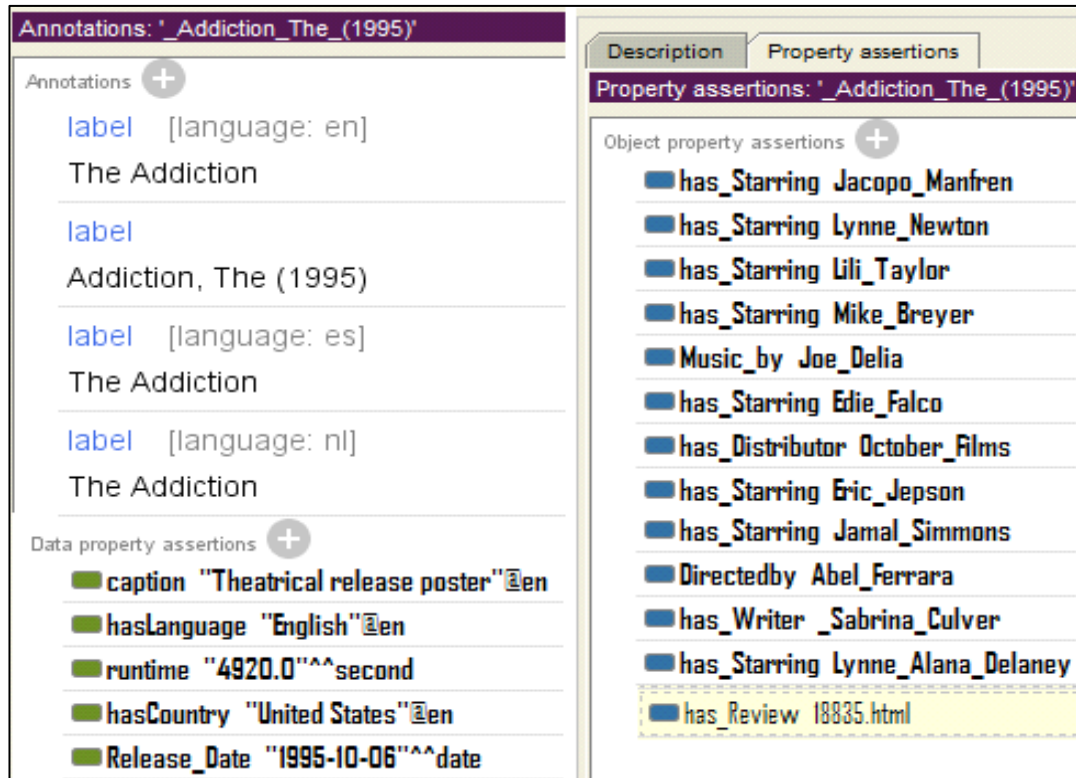 Annotations: '_Addiction_The_(1995)'
Annotations
label [language: en]
The Addiction
label
Addiction, The (1995)
label [language: es]
The Addiction
label [language: nl]
The Addiction
Data property assertions
caption "Theatrical release poster"@en
hasLanguage "English"@en
runtime "4920.0"^^second
hasCountry "United States"@en
Release_Date "1995-10-06"^^date
Description Property assertions
Property assertions: '_Addiction_The_(1995)'
Object property assertions
has_Starring Jacopo_Manfren
has_Starring Lynne_Newton
has_Starring Lili_Taylor
has_Starring Mike_Breyer
Music_by Joe_Delia
has_Starring Edie_Falco
has_Distributor October_Films
has_Starring Eric_Jepson
has_Starring Jamal_Simmons
Directedby Abel_Ferrara
has_Writer _Sabrina_Culver
has_Starring Lynne_Alana_Delaney
has_Review 18835.html